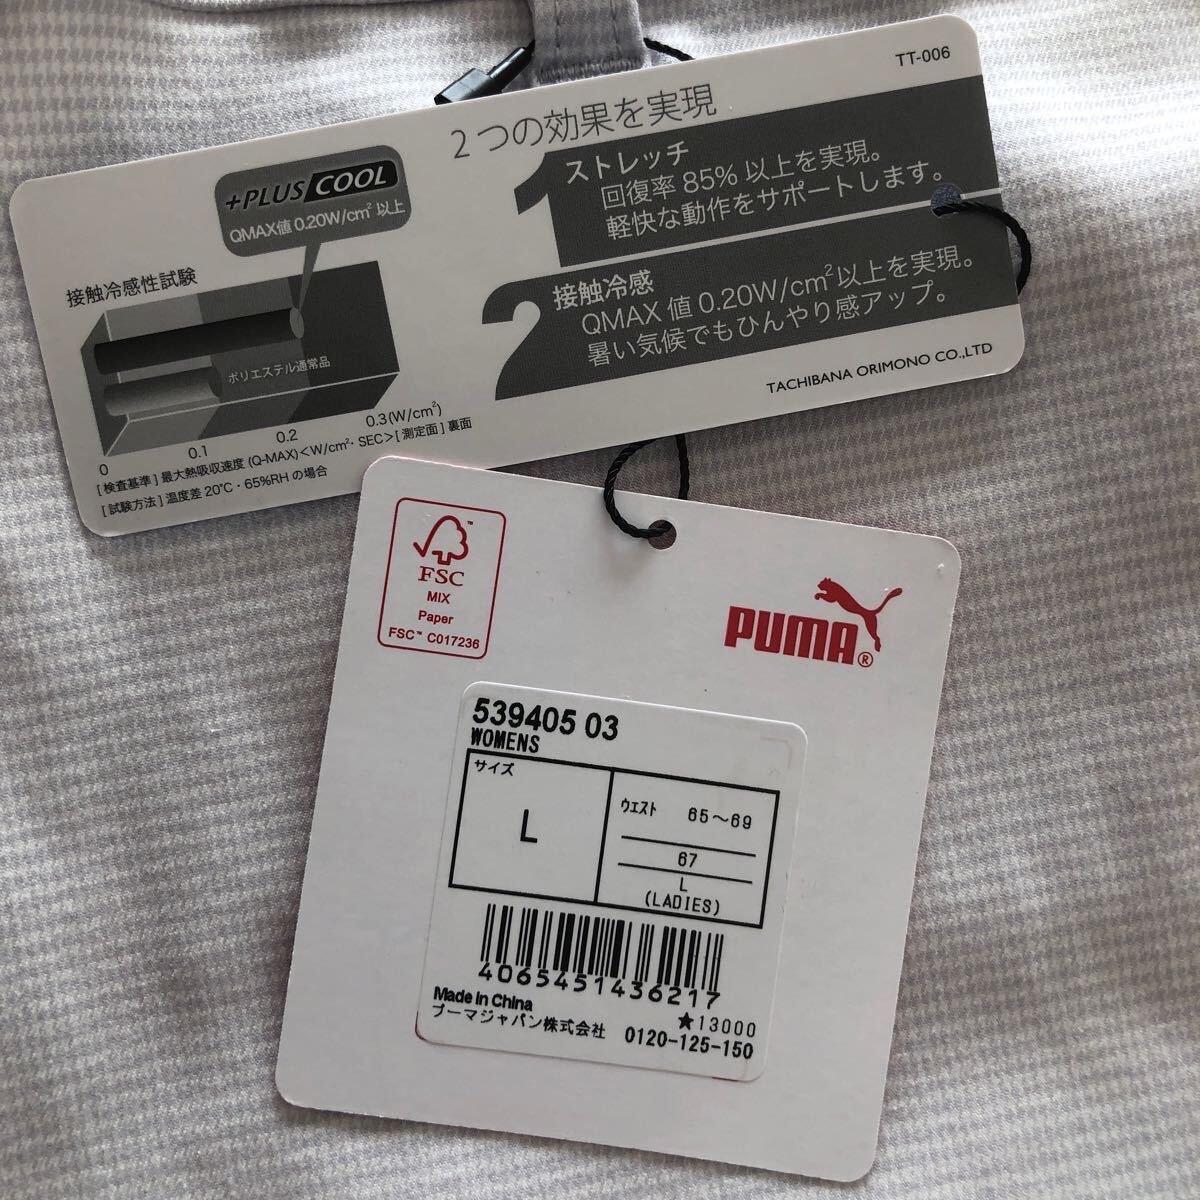 TT-006
2つの効果を実現
+PLUS COOL
QMAX値 0.20W/cm² 以上
接触冷感性試験
ポリエステル通常品
0 0.1 0.2 0.3(W/cm²)
[検査基準] 最大熱吸収速度 (Q-MAX)<W/cm²・SEC>[測定面] 裏面
[試験方法] 温度差 20℃・65%RH の場合
1 ストレッチ
回復率 85% 以上を実現。
軽快な動作をサポートします。
2 接触冷感
QMAX 値 0.20W/cm² 以上を実現。
暑い気候でもひんやり感アップ。
TACHIBANA ORIMONO CO.,LTD
FSC™
MIX
Paper
FSC™ C017236
PUMA®
539405 03
WOMENS
サイズ
L
ウエスト 65～69
67
L
(LADIES)
4065451436217
Made in China
★13000
プーマジャパン株式会社 0120-125-150